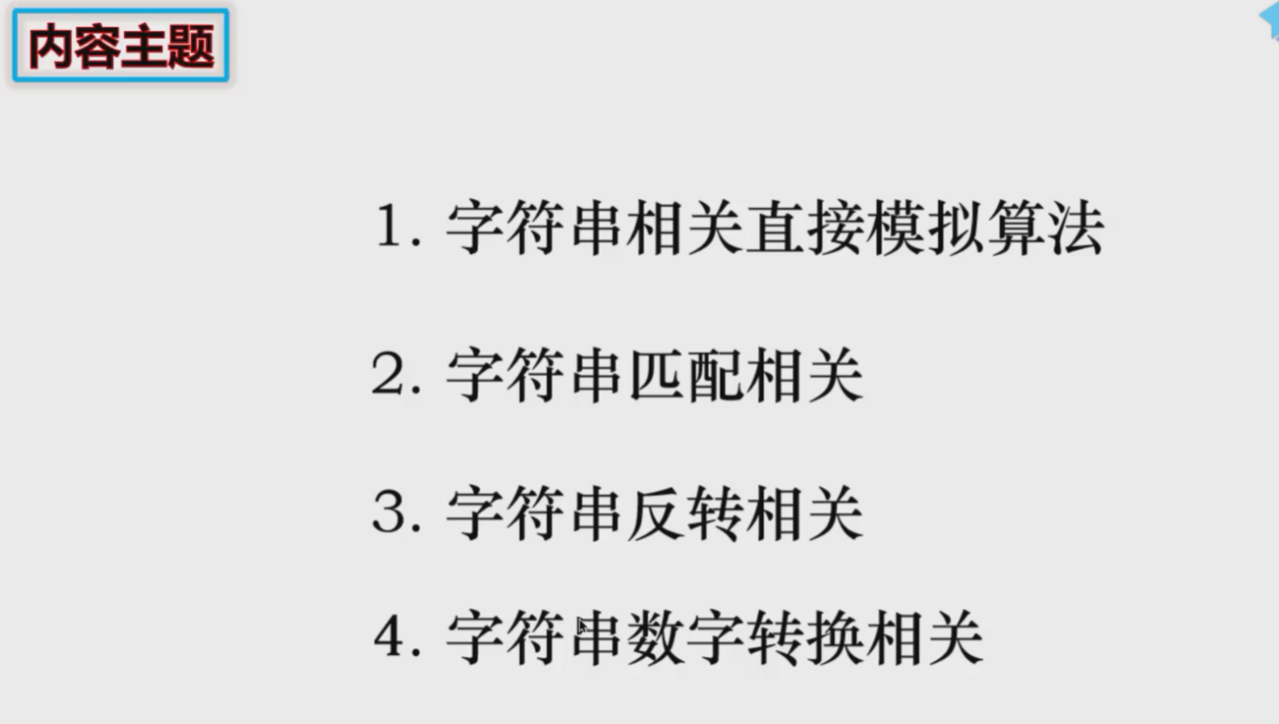 内容主题
1. 字符串相关直接模拟算法
2. 字符串匹配相关
3. 字符串反转相关
4. 字符串数字转换相关